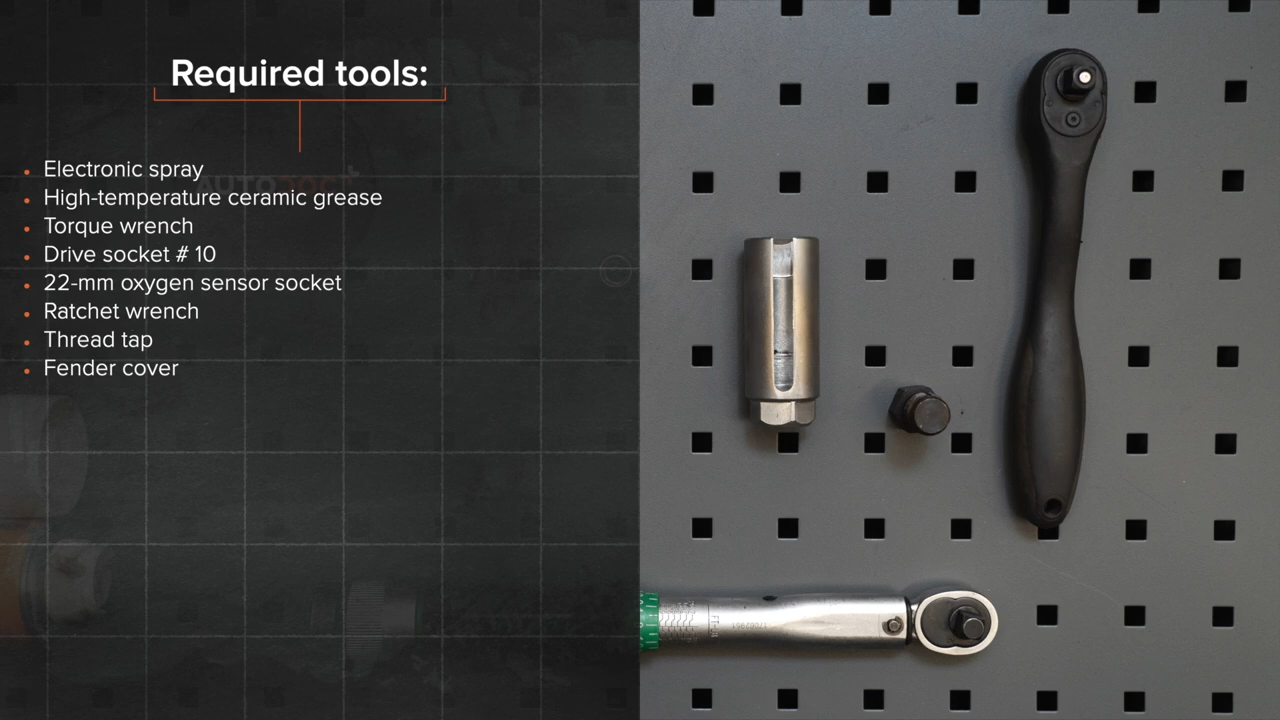 Required tools:
Electronic spray
High-temperature ceramic grease
Torque wrench
Drive socket # 10
22-mm oxygen sensor socket
Ratchet wrench
Thread tap
Fender cover